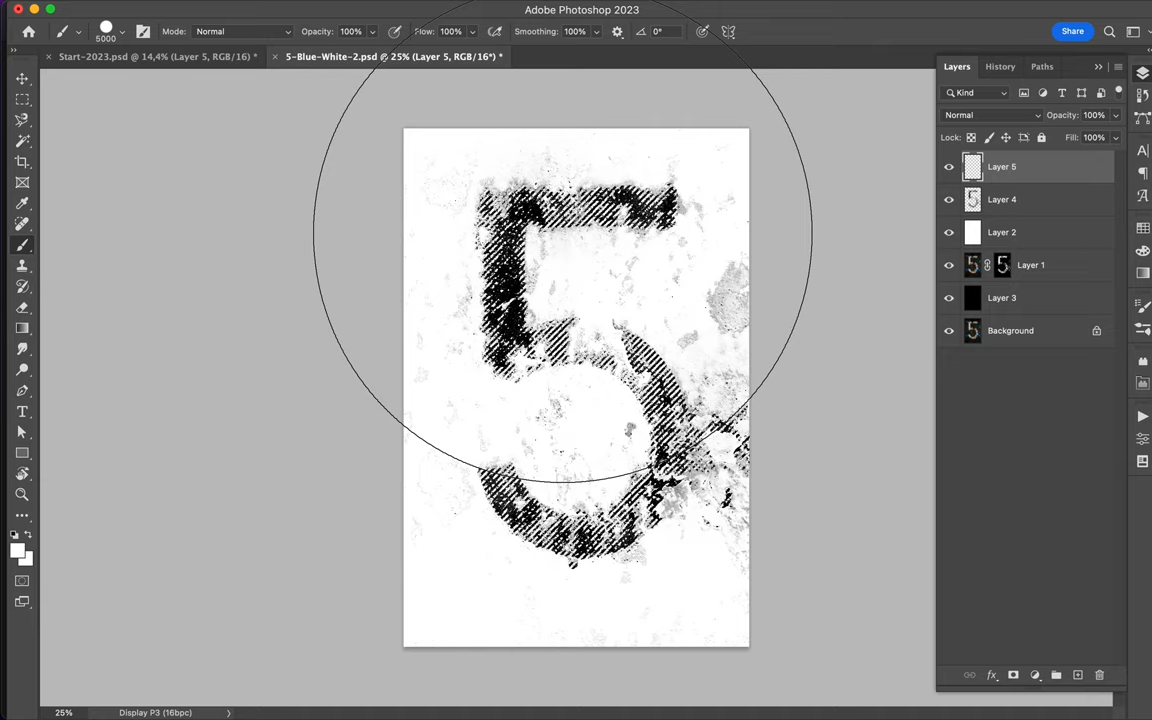 Adobe Photoshop 2023
5000
Mode: Normal
Opacity: 100%
Flow: 100%
Smoothing: 100%
0°
Share
Start-2023.psd @ 14,4% (Layer 5, RGB/16) *
5-Blue-White-2.psd @ 25% (Layer 5, RGB/16*) *
Layers
History
Paths
Kind
Normal
Opacity: 100%
Lock:
Fill: 100%
Layer 5
Layer 4
Layer 2
Layer 1
Layer 3
Background
5
25%
Display P3 (16bpc)